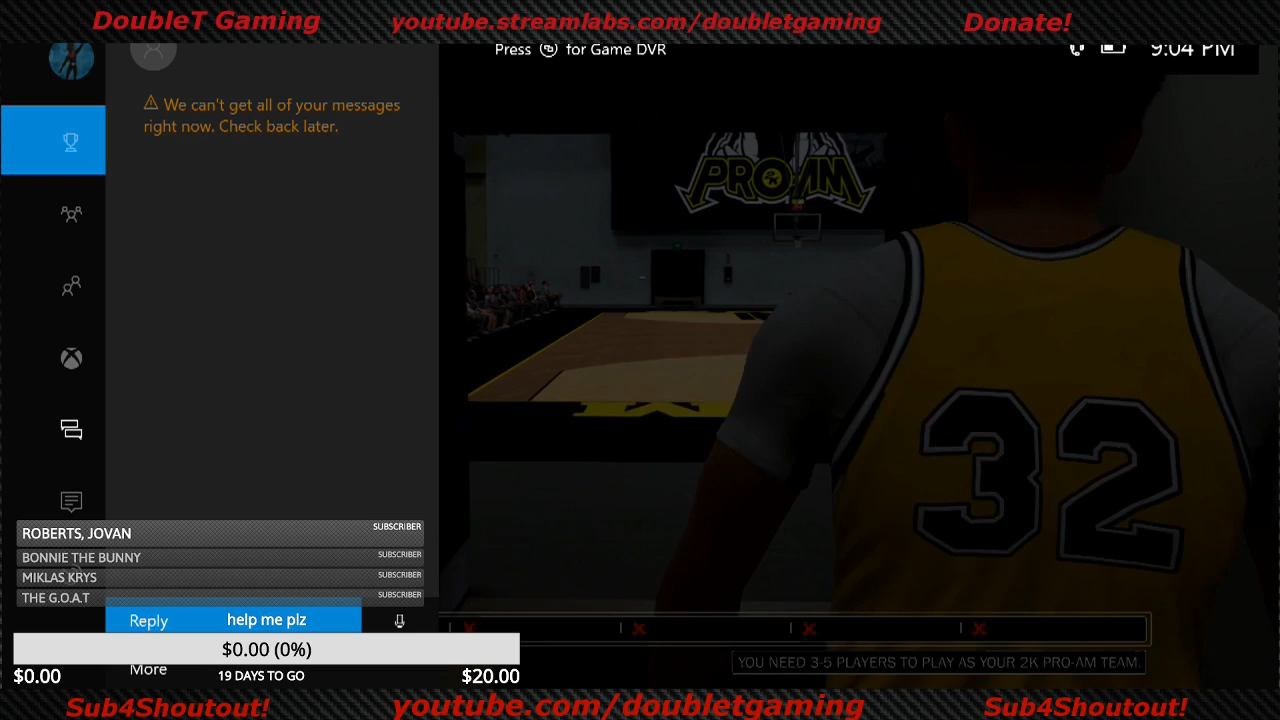 DoubleT Gaming
youtube.streamlabs.com/doubletgaming
Donate!
Press for Game DVR
9:04 PM
We can't get all of your messages
right now. Check back later.
PRO-AM
32
ROBERTS, JOVAN SUBSCRIBER
BONNIE THE BUNNY SUBSCRIBER
MIKLAS KRYS SUBSCRIBER
THE G.O.A.T SUBSCRIBER
Reply help me plz
$0.00 (0%)
More
$0.00 19 DAYS TO GO $20.00
YOU NEED 3-5 PLAYERS TO PLAY AS YOUR 2K PRO-AM TEAM.
Sub4Shoutout!
youtube.com/doubletgaming
Sub4Shoutout!